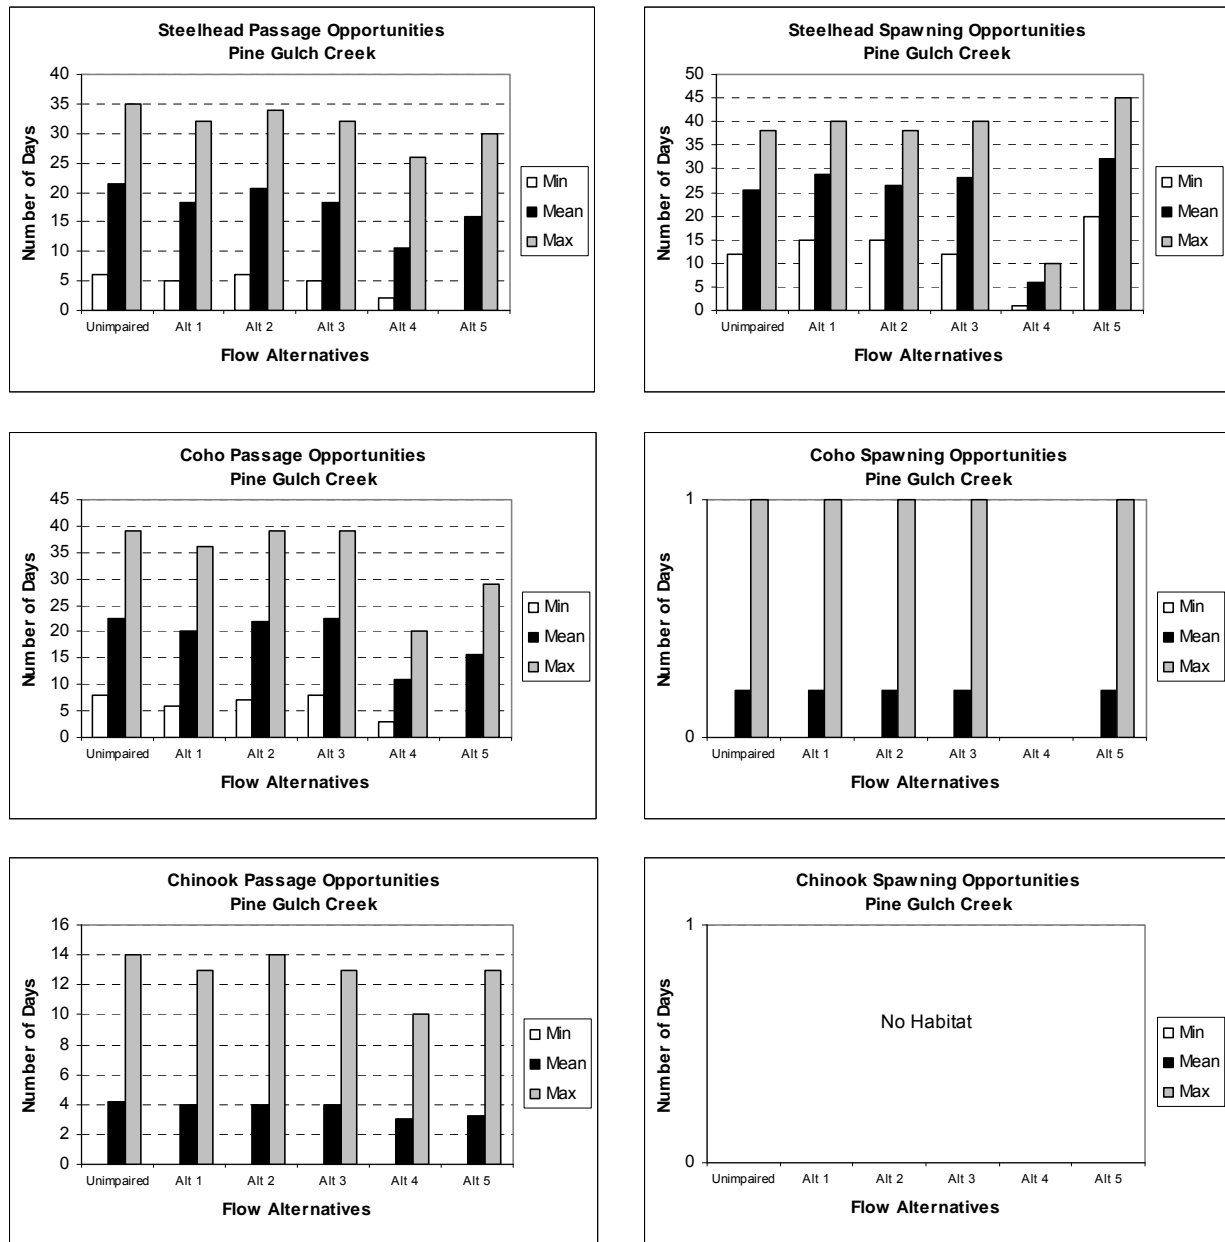 Steelhead Passage Opportunities
Pine Gulch Creek
40
35
30
25
20
15
10
5
0
Number of Days
Unimpaired Alt 1 Alt 2 Alt 3 Alt 4 Alt 5
Flow Alternatives
Min
Mean
Max
Steelhead Spawning Opportunities
Pine Gulch Creek
50
45
40
35
30
25
20
15
10
5
0
Number of Days
Unimpaired Alt 1 Alt 2 Alt 3 Alt 4 Alt 5
Flow Alternatives
Min
Mean
Max
Coho Passage Opportunities
Pine Gulch Creek
45
40
35
30
25
20
15
10
5
0
Number of Days
Unimpaired Alt 1 Alt 2 Alt 3 Alt 4 Alt 5
Flow Alternatives
Min
Mean
Max
Coho Spawning Opportunities
Pine Gulch Creek
1
0
Number of Days
Unimpaired Alt 1 Alt 2 Alt 3 Alt 4 Alt 5
Flow Alternatives
Min
Mean
Max
Chinook Passage Opportunities
Pine Gulch Creek
16
14
12
10
8
6
4
2
0
Number of Days
Unimpaired Alt 1 Alt 2 Alt 3 Alt 4 Alt 5
Flow Alternatives
Min
Mean
Max
Chinook Spawning Opportunities
Pine Gulch Creek
1
0
Number of Days
No Habitat
Unimpaired Alt 1 Alt 2 Alt 3 Alt 4 Alt 5
Flow Alternatives
Min
Mean
Max